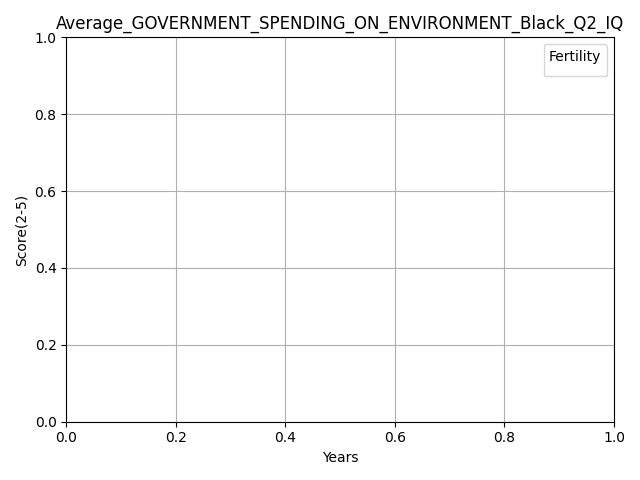 Average_GOVERNMENT_SPENDING_ON_ENVIRONMENT_Black_Q2_IQ
Fertility
Score(2-5)
1.0
0.8
0.6
0.4
0.2
0.0
0.0 0.2 0.4 0.6 0.8 1.0
Years